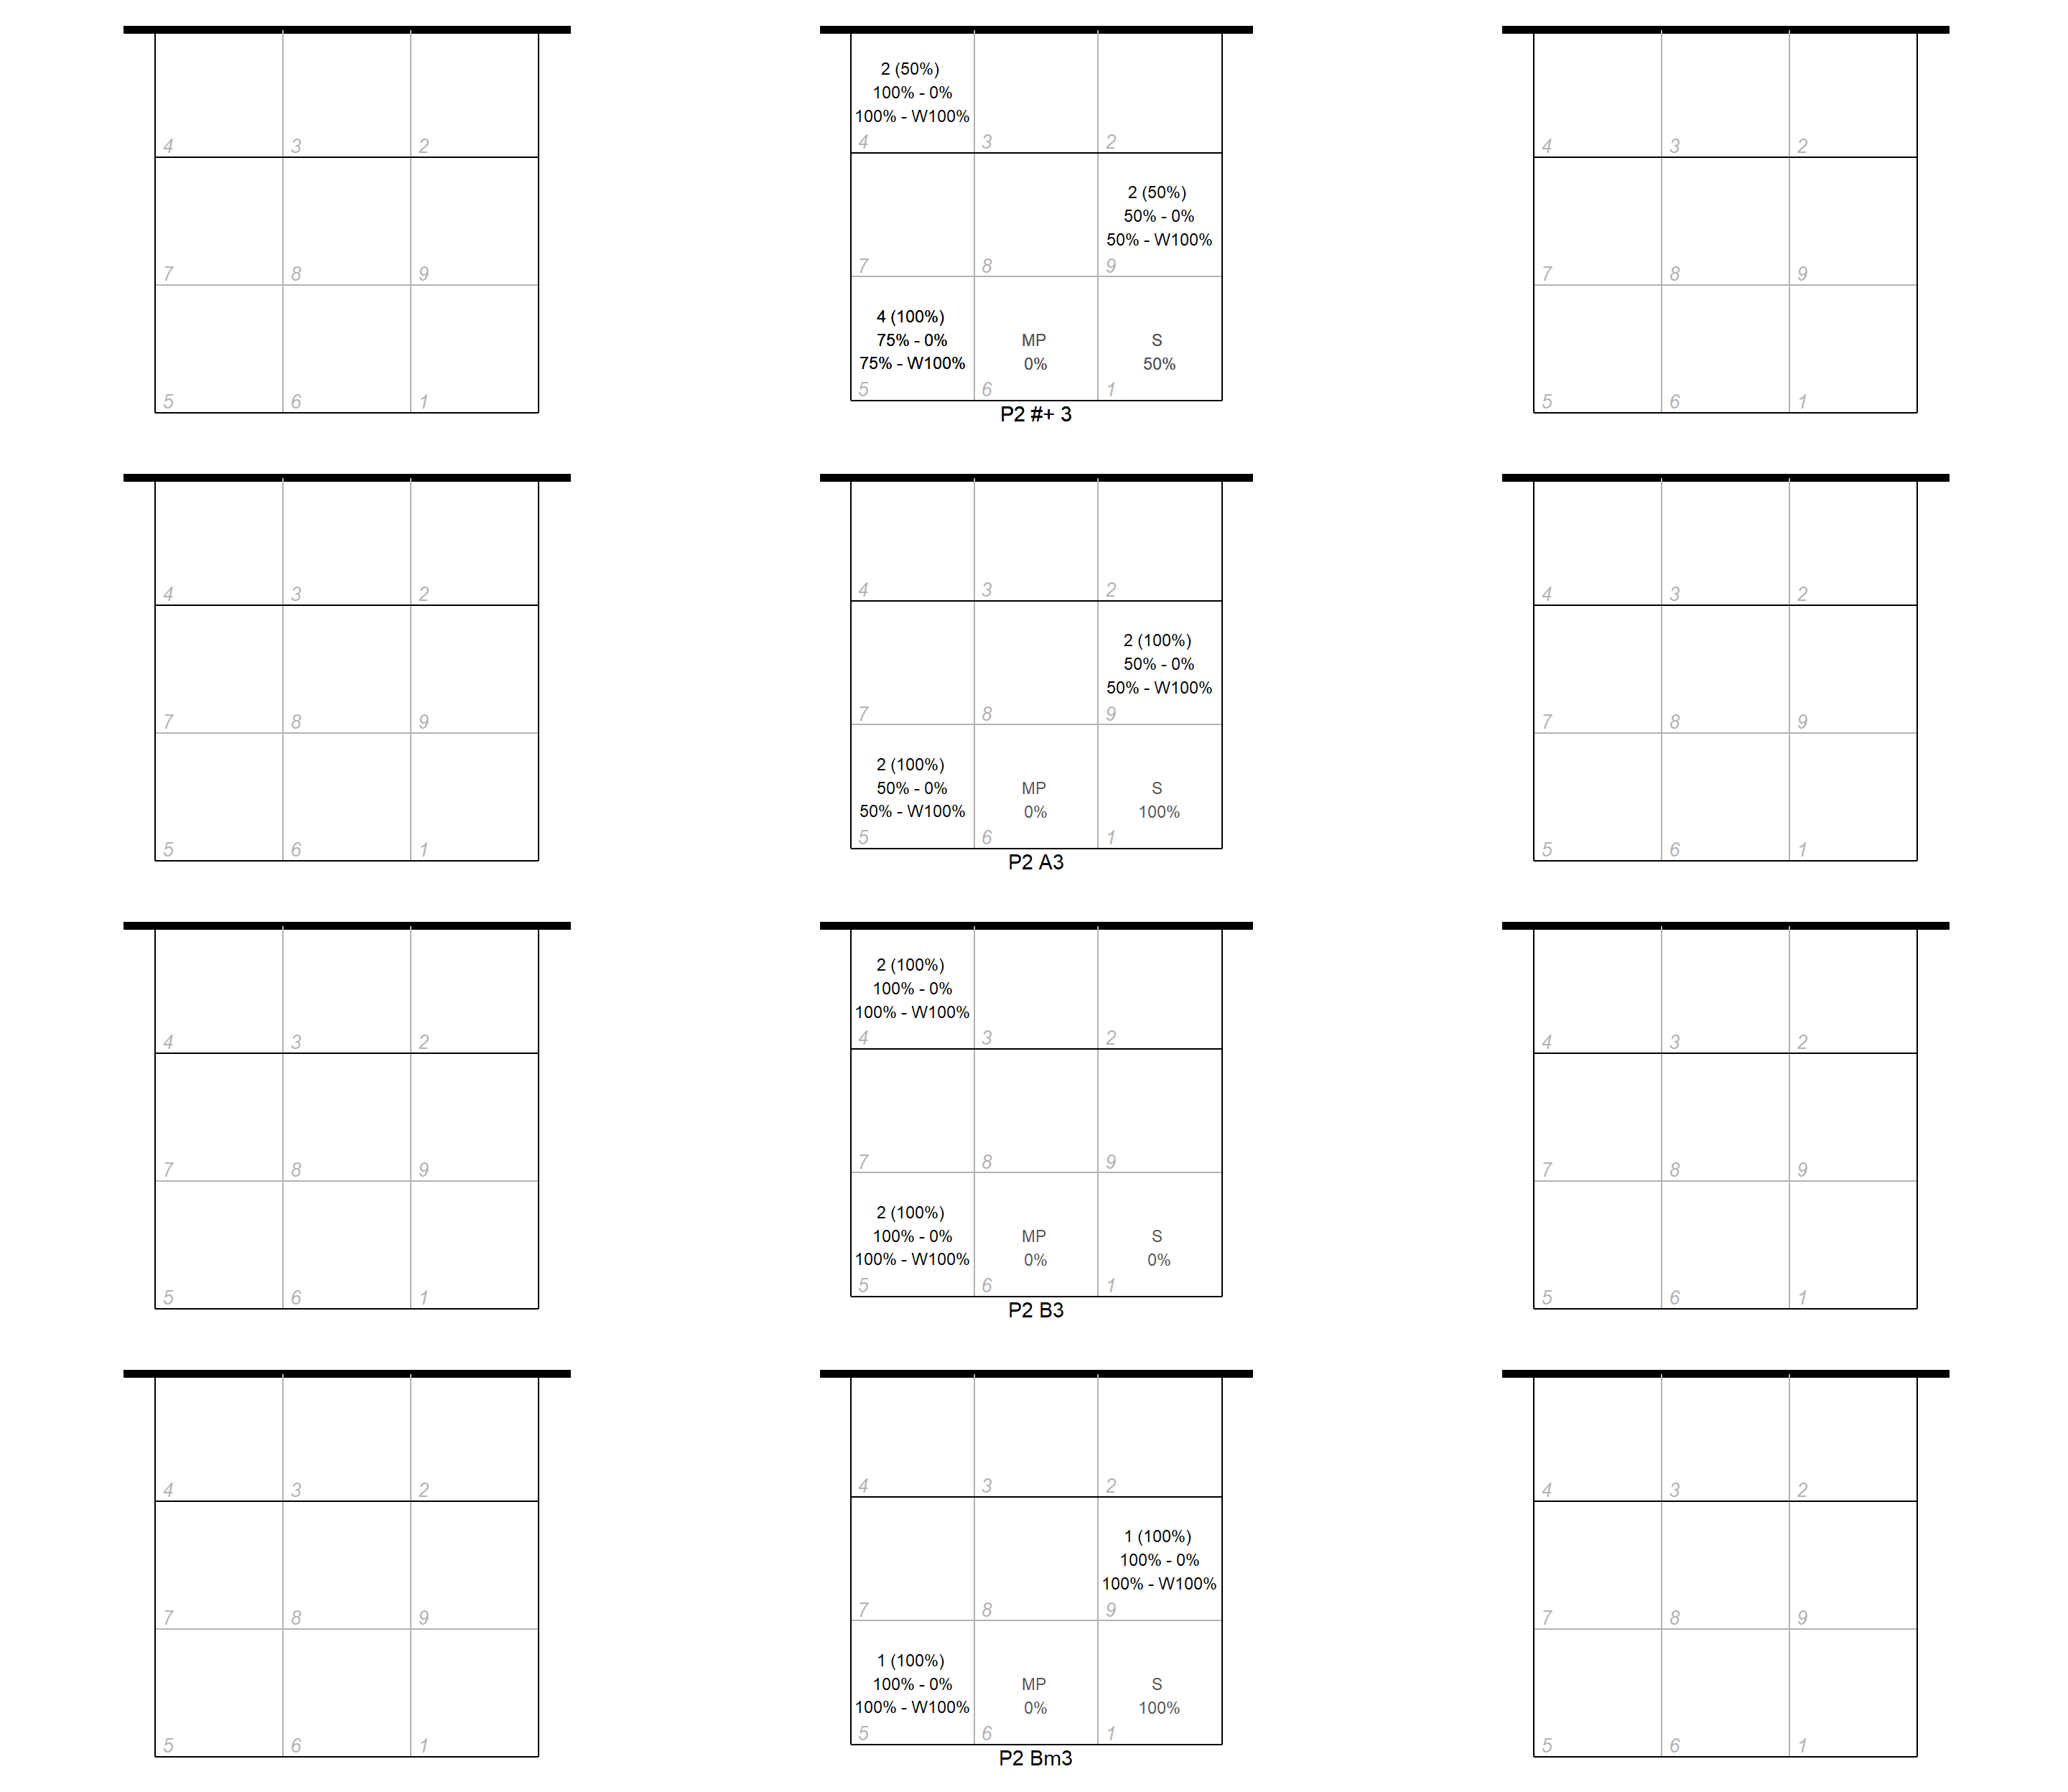 2 (50%)
100% - 0%
100% - W100%
4 3 2
4 3 2
4 3 2
2 (50%)
50% - 0%
50% - W100%
7 8 9
7 8 9
7 8 9
4 (100%)
75% - 0%
75% - W100%
MP
0%
S
50%
5 6 1
5 6 1
5 6 1
P2 #+ 3
4 3 2
4 3 2
4 3 2
2 (100%)
50% - 0%
50% - W100%
7 8 9
7 8 9
7 8 9
2 (100%)
50% - 0%
50% - W100%
MP
0%
S
100%
5 6 1
5 6 1
5 6 1
P2 A3
2 (100%)
100% - 0%
100% - W100%
4 3 2
4 3 2
4 3 2
7 8 9
7 8 9
7 8 9
2 (100%)
100% - 0%
100% - W100%
MP
0%
S
0%
5 6 1
5 6 1
5 6 1
P2 B3
4 3 2
4 3 2
4 3 2
1 (100%)
100% - 0%
100% - W100%
7 8 9
7 8 9
7 8 9
1 (100%)
100% - 0%
100% - W100%
MP
0%
S
100%
5 6 1
5 6 1
5 6 1
P2 Bm3